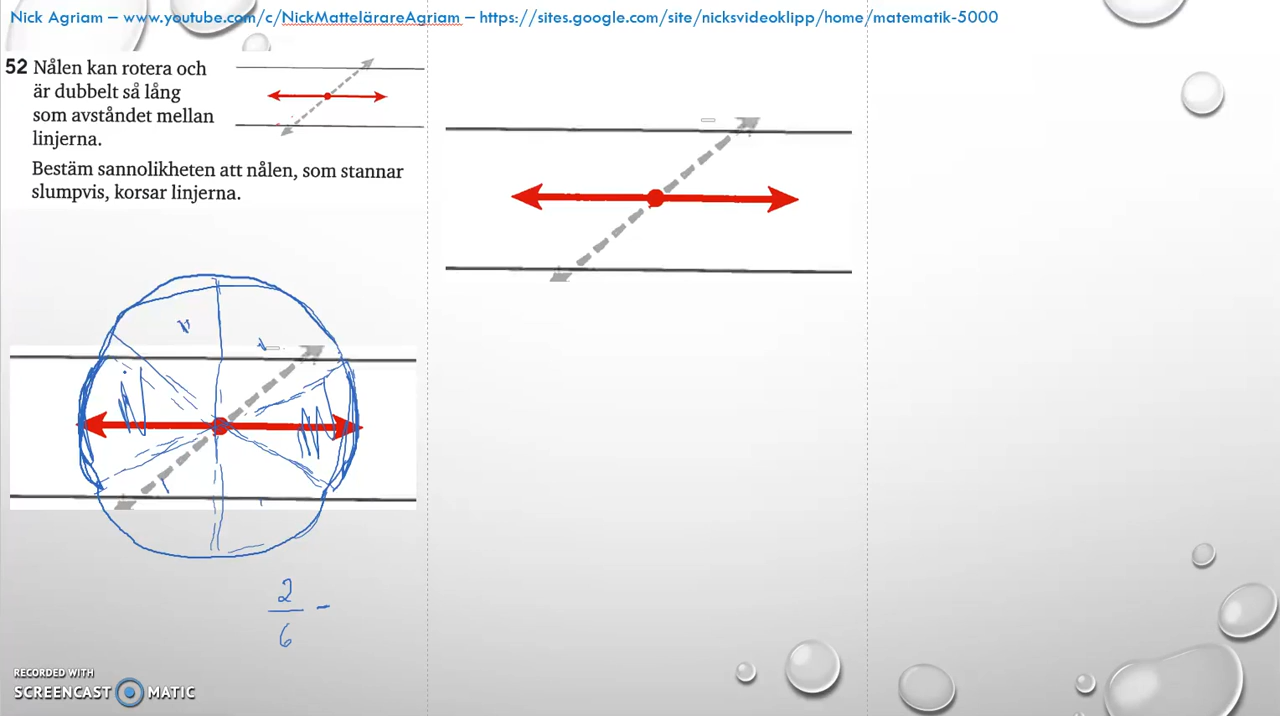 Nick Agriam – www.youtube.com/c/NickMattelärareAgriam – https://sites.google.com/site/nicksvideoklipp/home/matematik-5000
52 Nålen kan rotera och
är dubbelt så lång
som avståndet mellan
linjerna.
Bestäm sannolikheten att nålen, som stannar
slumpvis, korsar linjerna.
2
6
RECORDED WITH
SCREENCAST MATIC